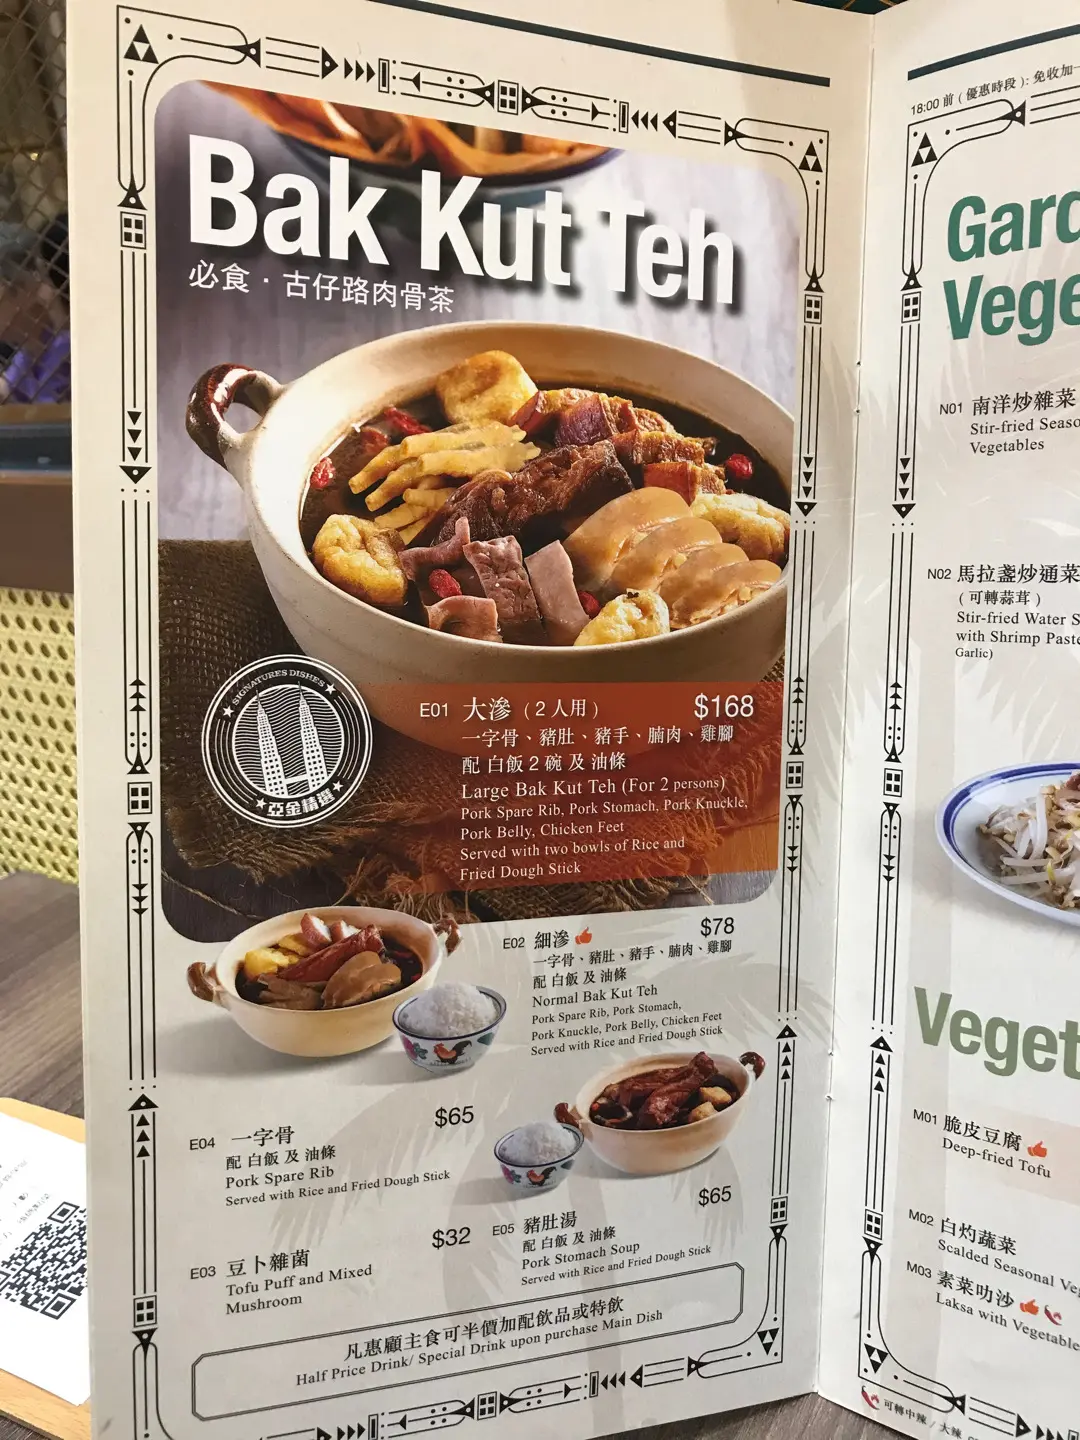 Bak Kut Teh
必食 · 古仔路肉骨茶
SIGNATURES DISHES
亞金精選
E01 大滲 (2人用) $168
一字骨、豬肚、豬手、腩肉、雞腳
配 白飯 2 碗 及 油條
Large Bak Kut Teh (For 2 persons)
Pork Spare Rib, Pork Stomach, Pork Knuckle,
Pork Belly, Chicken Feet
Served with two bowls of Rice and
Fried Dough Stick
E02 細滲 $78
一字骨、豬肚、豬手、腩肉、雞腳
配 白飯 及 油條
Normal Bak Kut Teh
Pork Spare Rib, Pork Stomach,
Pork Knuckle, Pork Belly, Chicken Feet
Served with Rice and Fried Dough Stick
E04 一字骨 $65
配 白飯 及 油條
Pork Spare Rib
Served with Rice and Fried Dough Stick
E05 豬肚湯 $65
配 白飯 及 油條
Pork Stomach Soup
Served with Rice and Fried Dough Stick
E03 豆卜雜菌 $32
Tofu Puff and Mixed
Mushroom
凡惠顧主食可半價加配飲品或特飲
Half Price Drink/ Special Drink upon purchase Main Dish
18:00 前 (優惠時段): 免收加一
Gard
Vege
N01 南洋炒雜菜
Stir-fried Seaso
Vegetables
N02 馬拉盞炒通菜
(可轉蒜茸)
Stir-fried Water S
with Shrimp Paste
Garlic)
Veget
M01 脆皮豆腐
Deep-fried Tofu
M02 白灼蔬菜
Scalded Seasonal Veg
M03 素菜叻沙
Laksa with Vegetable
可轉中辣 / 大辣